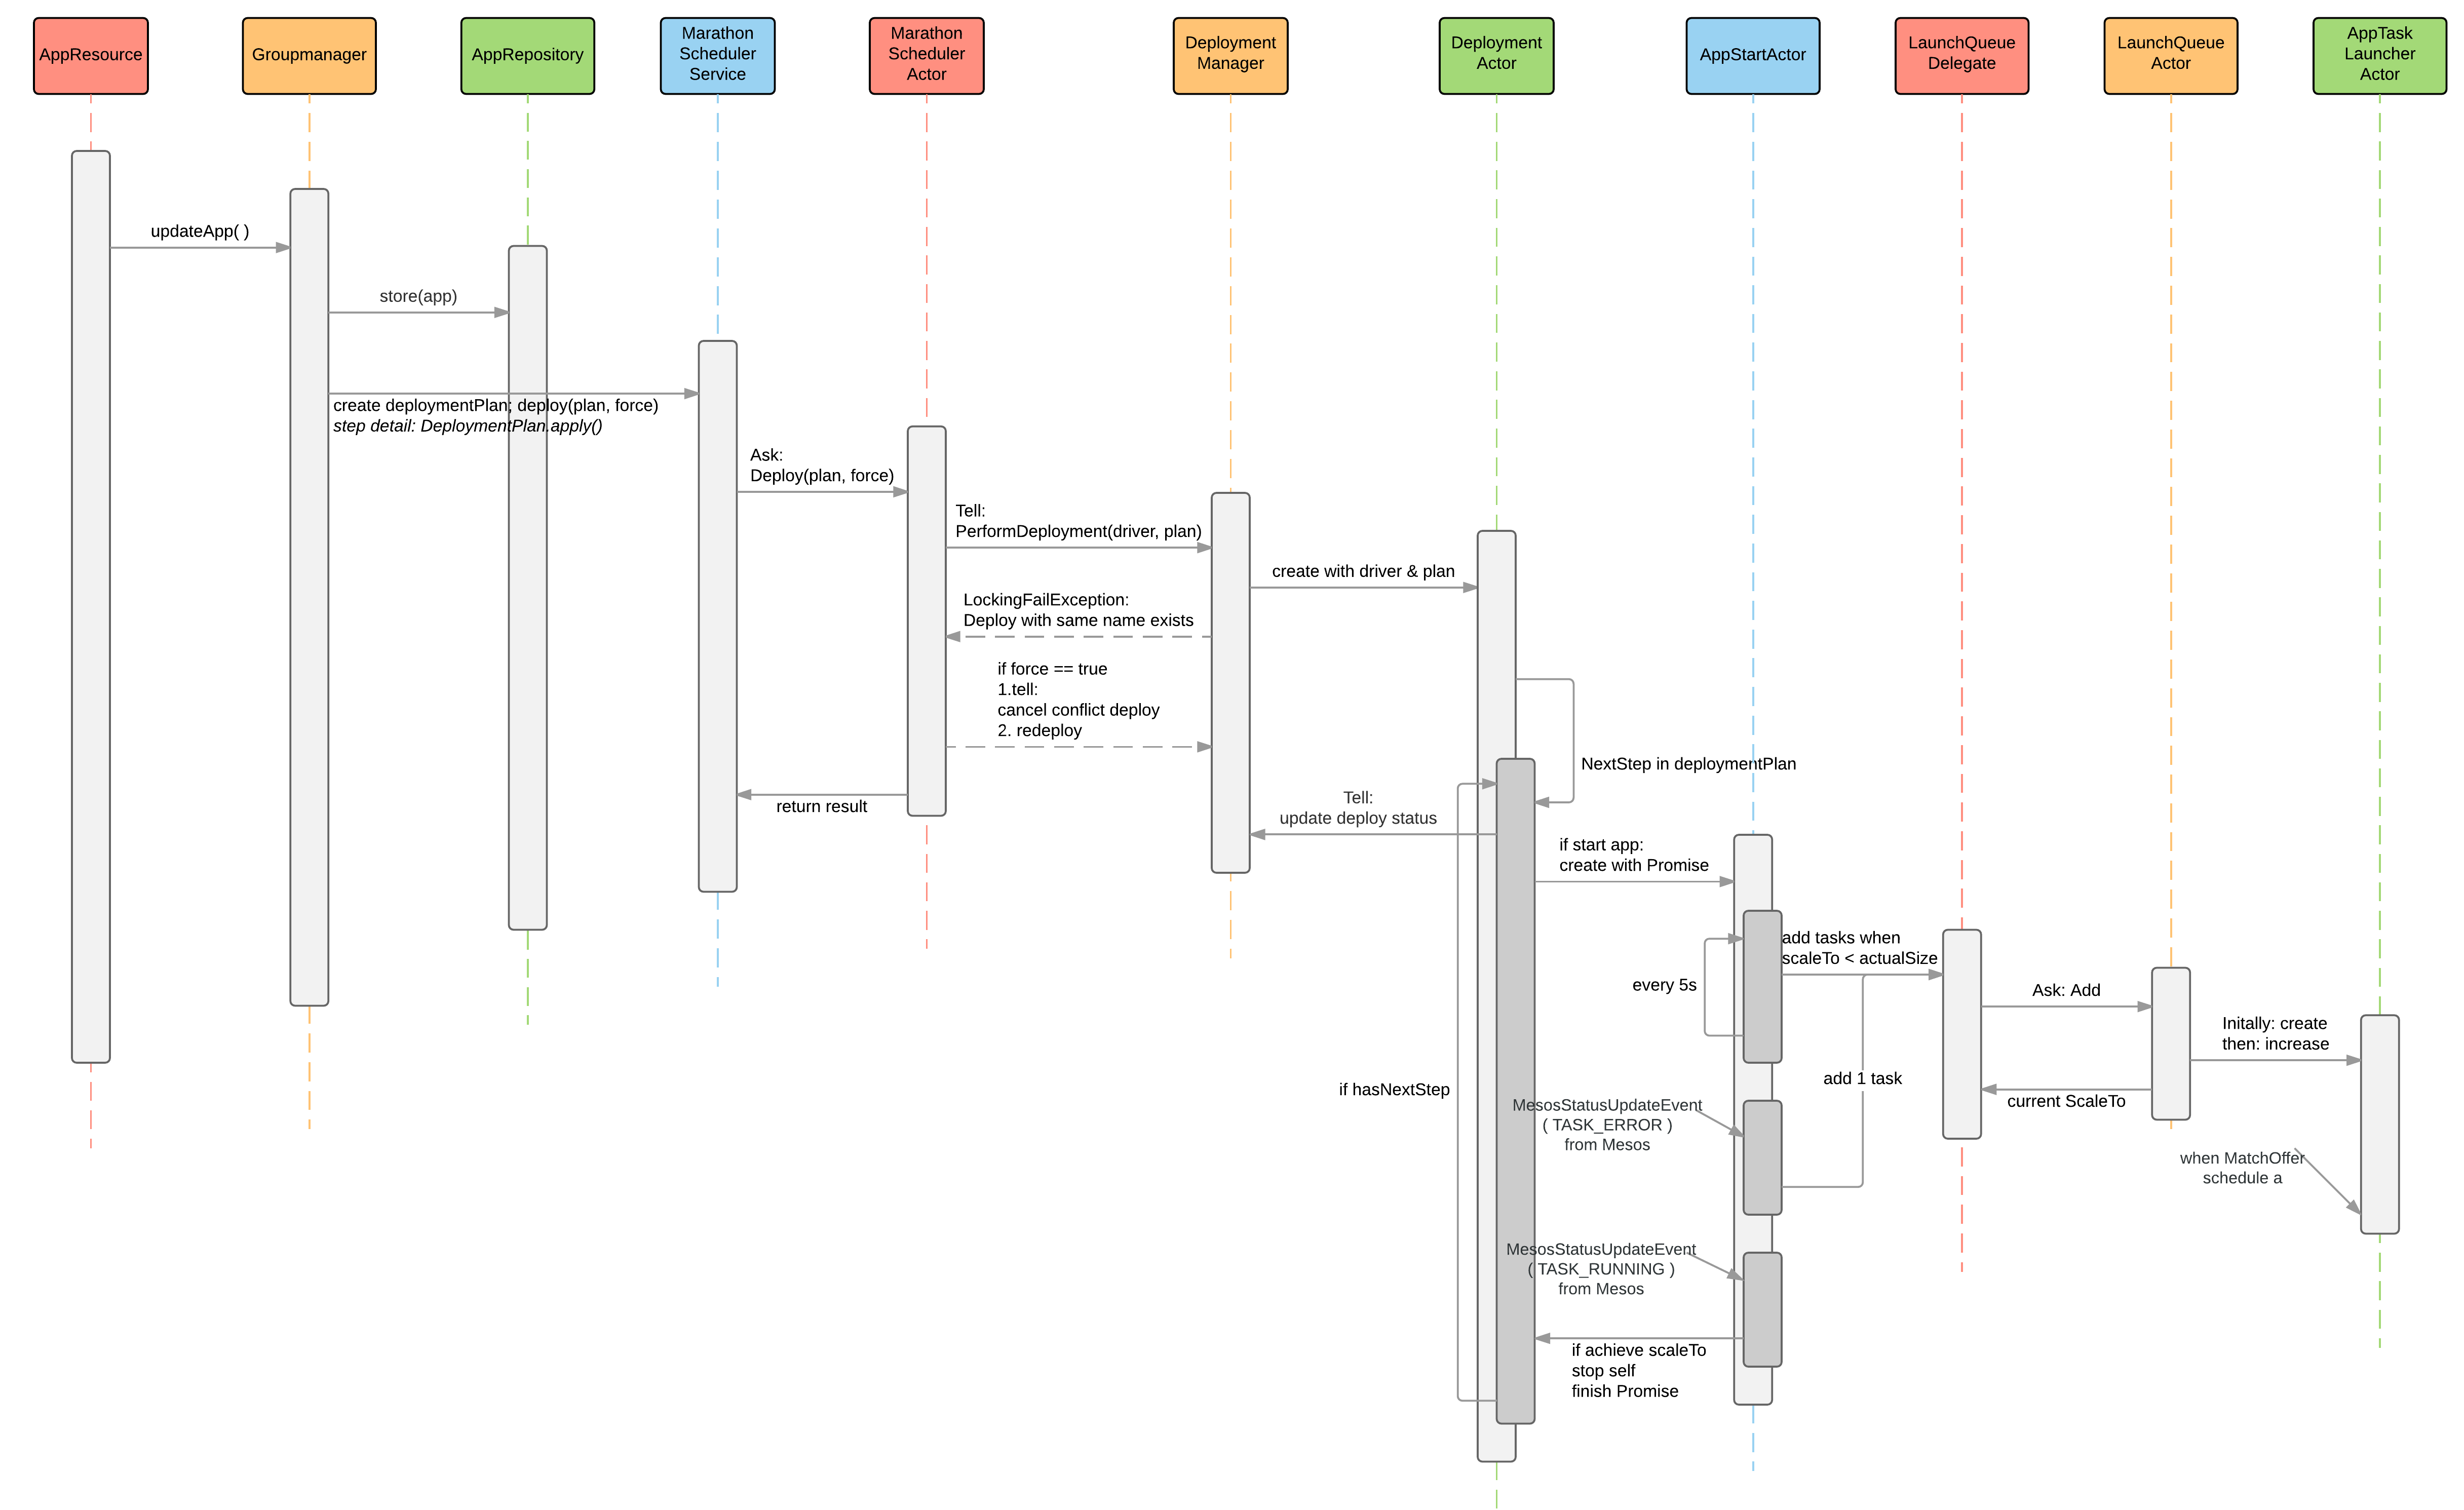 AppResource
Groupmanager
AppRepository
Marathon
Scheduler
Service
Marathon
Scheduler
Actor
Deployment
Manager
Deployment
Actor
AppStartActor
LaunchQueue
Delegate
LaunchQueue
Actor
AppTask
Launcher
Actor
updateApp( )
store(app)
create deploymentPlan; deploy(plan, force)
step detail: DeploymentPlan.apply()
Ask:
Deploy(plan, force)
Tell:
PerformDeployment(driver, plan)
create with driver & plan
LockingFailException:
Deploy with same name exists
if force == true
1.tell:
cancel conflict deploy
2. redeploy
NextStep in deploymentPlan
return result
Tell:
update deploy status
if start app:
create with Promise
add tasks when
scaleTo < actualSize
every 5s
Ask: Add
Initally: create
then: increase
if hasNextStep
add 1 task
current ScaleTo
MesosStatusUpdateEvent
( TASK_ERROR )
from Mesos
when MatchOffer
schedule a
MesosStatusUpdateEvent
( TASK_RUNNING )
from Mesos
if achieve scaleTo
stop self
finish Promise